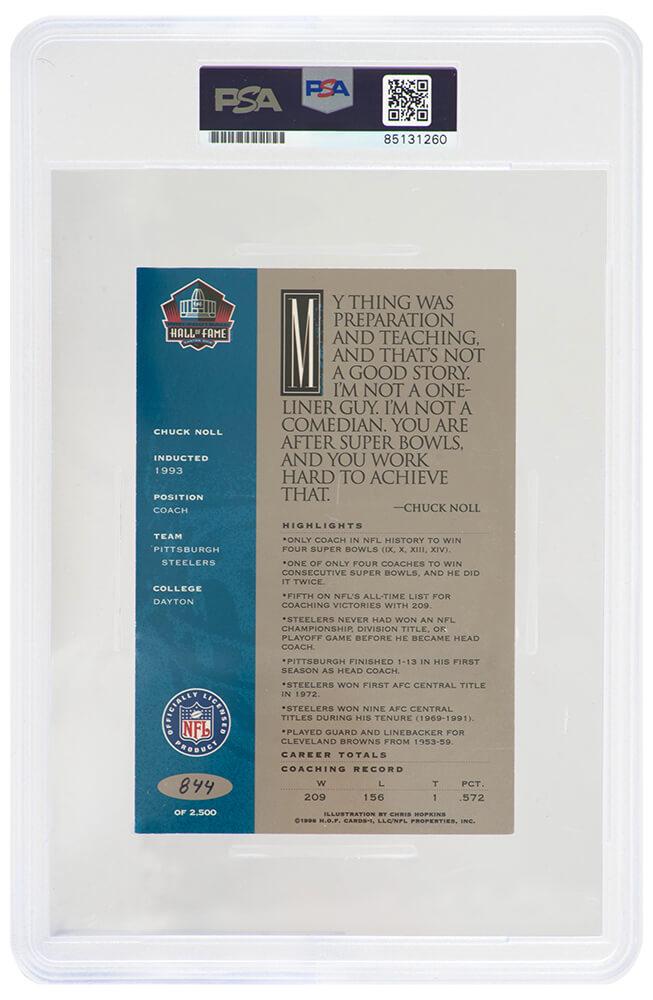 PSA
PSA
85131260
HALL OF FAME
CHUCK NOLL
INDUCTED
1993
POSITION
COACH
TEAM
PITTSBURGH
STEELERS
COLLEGE
DAYTON
OFFICIALLY LICENSED
NFL
PRODUCT
844
OF 2,500
MY THING WAS
PREPARATION
AND TEACHING,
AND THAT'S NOT
A GOOD STORY.
I'M NOT A ONE-
LINER GUY. I'M NOT A
COMEDIAN. YOU ARE
AFTER SUPER BOWLS,
AND YOU WORK
HARD TO ACHIEVE
THAT.
—CHUCK NOLL
HIGHLIGHTS
•ONLY COACH IN NFL HISTORY TO WIN
FOUR SUPER BOWLS (IX, X, XIII, XIV).
•ONE OF ONLY FOUR COACHES TO WIN
CONSECUTIVE SUPER BOWLS, AND HE DID
IT TWICE.
•FIFTH ON NFL'S ALL-TIME LIST FOR
COACHING VICTORIES WITH 209.
•STEELERS NEVER HAD WON AN NFL
CHAMPIONSHIP, DIVISION TITLE, OR
PLAYOFF GAME BEFORE HE BECAME HEAD
COACH.
•PITTSBURGH FINISHED 1-13 IN HIS FIRST
SEASON AS HEAD COACH.
•STEELERS WON FIRST AFC CENTRAL TITLE
IN 1972.
•STEELERS WON NINE AFC CENTRAL
TITLES DURING HIS TENURE (1969-1991).
•PLAYED GUARD AND LINEBACKER FOR
CLEVELAND BROWNS FROM 1953-59.
CAREER TOTALS
COACHING RECORD
W L T PCT.
209 156 1 .572
ILLUSTRATION BY CHRIS HOPKINS
©1996 H.O.F. CARDS-1, LLC/NFL PROPERTIES, INC.